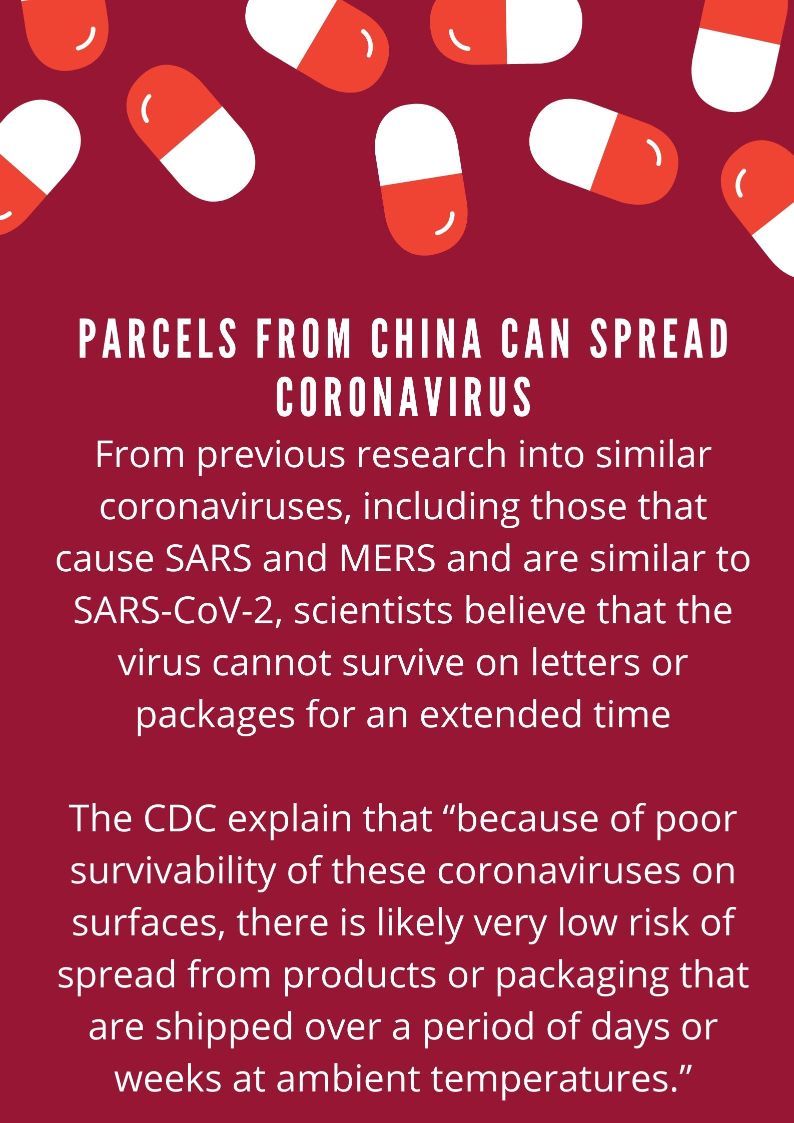 PARCELS FROM CHINA CAN SPREAD
CORONAVIRUS
From previous research into similar
coronaviruses, including those that
cause SARS and MERS and are similar to
SARS-CoV-2, scientists believe that the
virus cannot survive on letters or
packages for an extended time
The CDC explain that “because of poor
survivability of these coronaviruses on
surfaces, there is likely very low risk of
spread from products or packaging that
are shipped over a period of days or
weeks at ambient temperatures.”